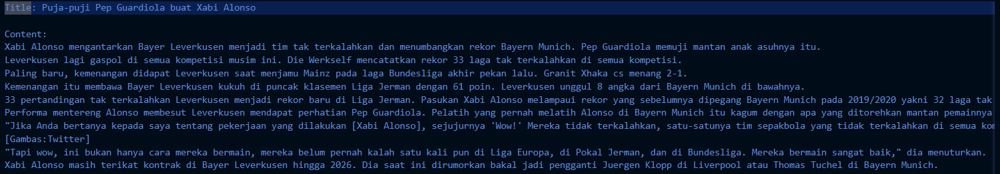 Title: Puja-puji Pep Guardiola buat Xabi Alonso
Content:
Xabi Alonso mengantarkan Bayer Leverkusen menjadi tim tak terkalahkan dan menumbangkan rekor Bayern Munich. Pep Guardiola memuji mantan anak asuhnya itu.
Leverkusen lagi gaspol di semua kompetisi musim ini. Die Werkself mencatatkan rekor 33 laga tak terkalahkan di semua kompetisi.
Paling baru, kemenangan didapat Leverkusen saat menjamu Mainz pada laga Bundesliga akhir pekan lalu. Granit Xhaka cs menang 2-1.
Kemenangan itu membawa Bayer Leverkusen kukuh di puncak klasemen Liga Jerman dengan 61 poin. Leverkusen unggul 8 angka dari Bayern Munich di bawahnya.
33 pertandingan tak terkalahkan Leverkusen menjadi rekor baru di Liga Jerman. Pasukan Xabi Alonso melampaui rekor yang sebelumnya dipegang Bayern Munich pada 2019/2020 yakni 32 laga tak
Performa mentereng Alonso membesut Leverkusen mendapat perhatian Pep Guardiola. Pelatih yang pernah melatih Alonso di Bayern Munich itu kagum dengan apa yang ditorehkan mantan pemainnya
"Jika Anda bertanya kepada saya tentang pekerjaan yang dilakukan [Xabi Alonso], sejujurnya 'Wow!' Mereka tidak terkalahkan, satu-satunya tim sepakbola yang tidak terkalahkan di semua
[Gambas:Twitter]
"Tapi wow, ini bukan hanya cara mereka bermain, mereka belum pernah kalah satu kali pun di Liga Europa, di Pokal Jerman, dan di Bundesliga. Mereka bermain sangat baik," dia menuturkan.
Xabi Alonso masih terikat kontrak di Bayer Leverkusen hingga 2026. Dia saat ini dirumorkan bakal jadi pengganti Juergen Klopp di Liverpool atau Thomas Tuchel di Bayern Munich.